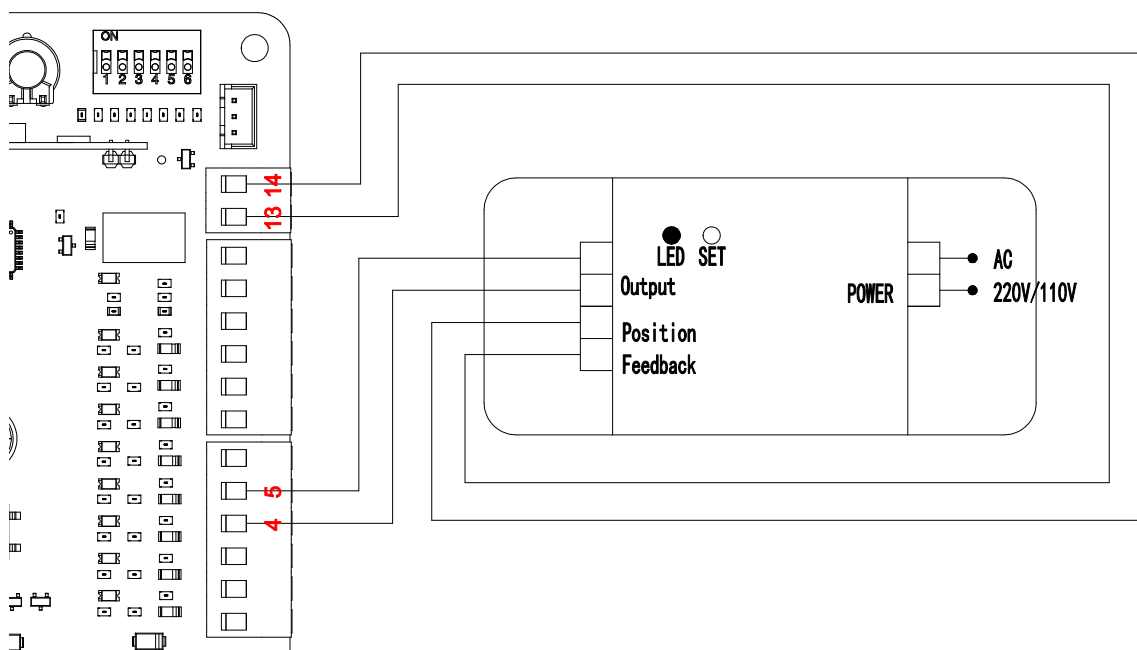 ON
1 2 3 4 5 6
14
13
LED SET
Output
Position
Feedback
POWER
AC
220V/110V
5
4